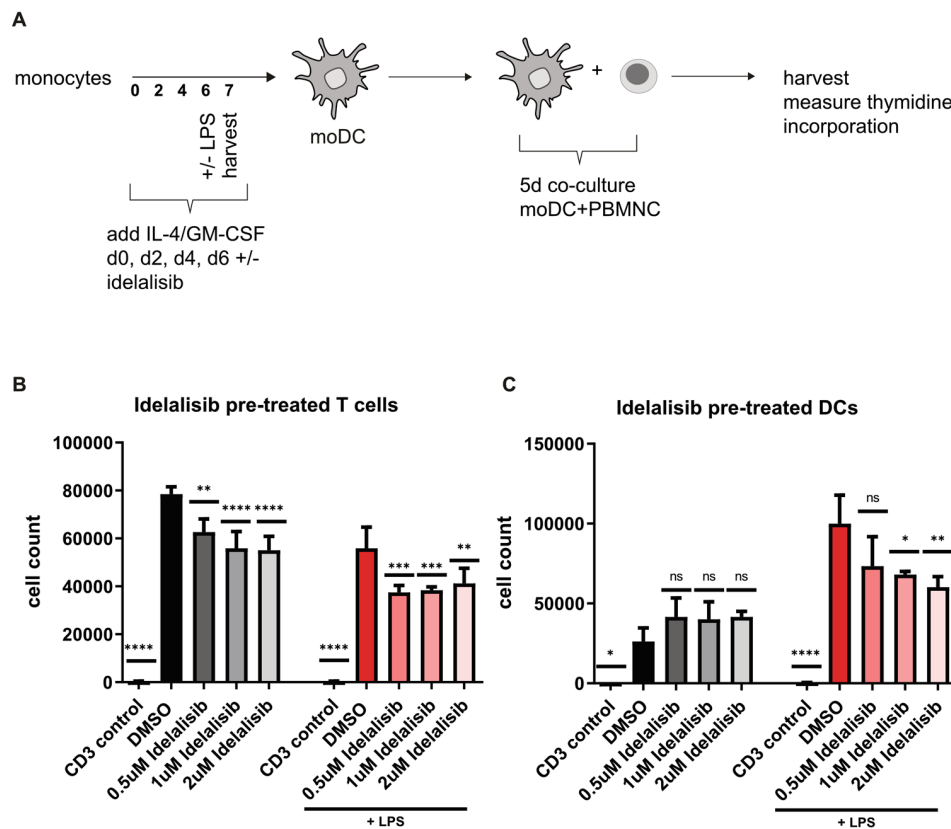 A
monocytes
0 2 4 6 7
+/- LPS
harvest
add IL-4/GM-CSF
d0, d2, d4, d6 +/-
idelalisib
moDC
+
5d co-culture
moDC+PBMNC
harvest
measure thymidine
incorporation
B
Idelalisib pre-treated T cells
cell count
100000
80000
60000
40000
20000
0
****
**
****
****
****
***
***
**
CD3 control
DMSO
0.5uM Idelalisib
1uM Idelalisib
2uM Idelalisib
CD3 control
DMSO
0.5uM Idelalisib
1uM Idelalisib
2uM Idelalisib
+ LPS
C
Idelalisib pre-treated DCs
cell count
150000
100000
50000
0
*
ns
ns
ns
****
ns
*
**
CD3 control
DMSO
0.5uM Idelalisib
1uM Idelalisib
2uM Idelalisib
CD3 control
DMSO
0.5uM Idelalisib
1uM Idelalisib
2uM Idelalisib
+ LPS